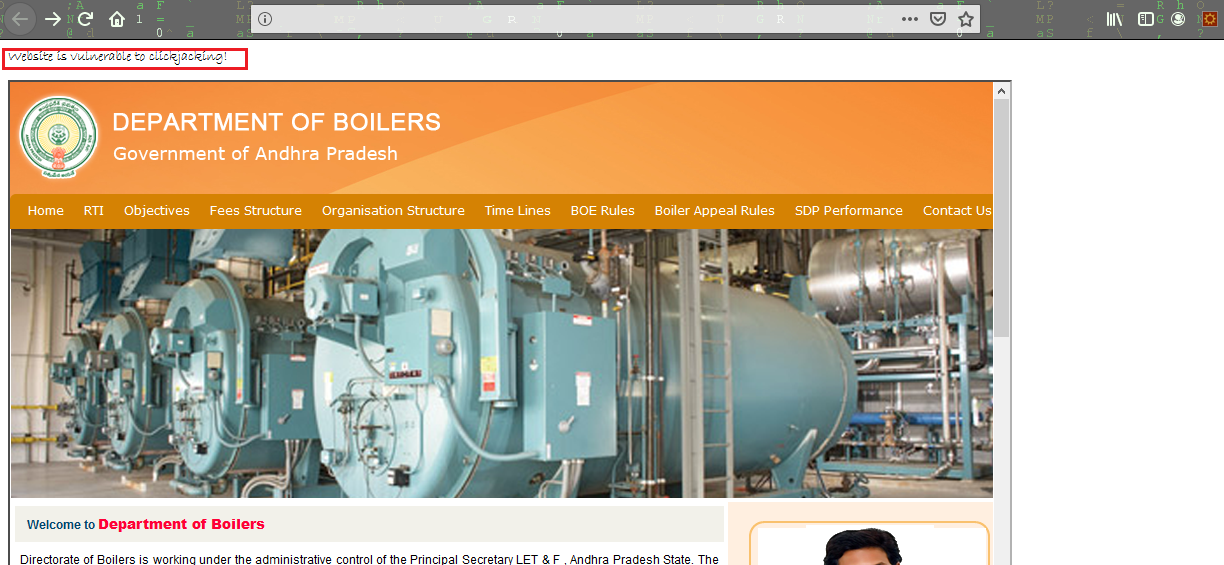 Website is vulnerable to clickjacking!
DEPARTMENT OF BOILERS
Government of Andhra Pradesh
Home RTI Objectives Fees Structure Organisation Structure Time Lines BOE Rules Boiler Appeal Rules SDP Performance Contact Us
Welcome to Department of Boilers
Directorate of Boilers is working under the administrative control of the Principal Secretary LET & F , Andhra Pradesh State. The